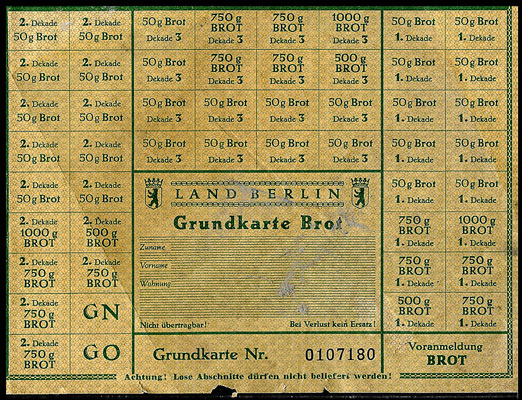 2. Dekade 2. Dekade
50 g Brot 50 g Brot
2. Dekade 2. Dekade
50 g Brot 50 g Brot
2. Dekade 2. Dekade
50 g Brot 50 g Brot
2. Dekade 2. Dekade
50 g Brot 50 g Brot
2. Dekade 2. Dekade
50 g Brot 50 g Brot
2. Dekade 2. Dekade
1000 g 500 g
BROT BROT
2. Dekade 2. Dekade
750 g 750 g
BROT BROT
2. Dekade
750 g
BROT
GN
2. Dekade
750 g
BROT
GO
50 g Brot 750 g 750 g 1000 g
BROT BROT BROT
Dekade 3 Dekade 3 Dekade 3 Dekade 3
50 g Brot 750 g 750 g 500 g
BROT BROT BROT
Dekade 3 Dekade 3 Dekade 3 Dekade 3
50 g Brot 50 g Brot 50 g Brot 50 g Brot
Dekade 3 Dekade 3 Dekade 3 Dekade 3
50 g Brot 50 g Brot 50 g Brot 50 g Brot
Dekade 3 Dekade 3 Dekade 3 Dekade 3
LAND BERLIN
Grundkarte Brot
Zuname
Vorname
Wohnung
Nicht übertragbar! Bei Verlust kein Ersatz!
Grundkarte Nr. 0107180
50 g Brot 50 g Brot
1. Dekade 1. Dekade
50 g Brot 50 g Brot
1. Dekade 1. Dekade
50 g Brot 50 g Brot
1. Dekade 1. Dekade
50 g Brot 50 g Brot
1. Dekade 1. Dekade
50 g Brot 50 g Brot
1. Dekade 1. Dekade
750 g 1000 g
BROT BROT
1. Dekade 1. Dekade
750 g 750 g
BROT BROT
1. Dekade 1. Dekade
500 g 750 g
BROT BROT
1. Dekade 1. Dekade
Voranmeldung
BROT
Achtung! Lose Abschnitte dürfen nicht beliefert werden!